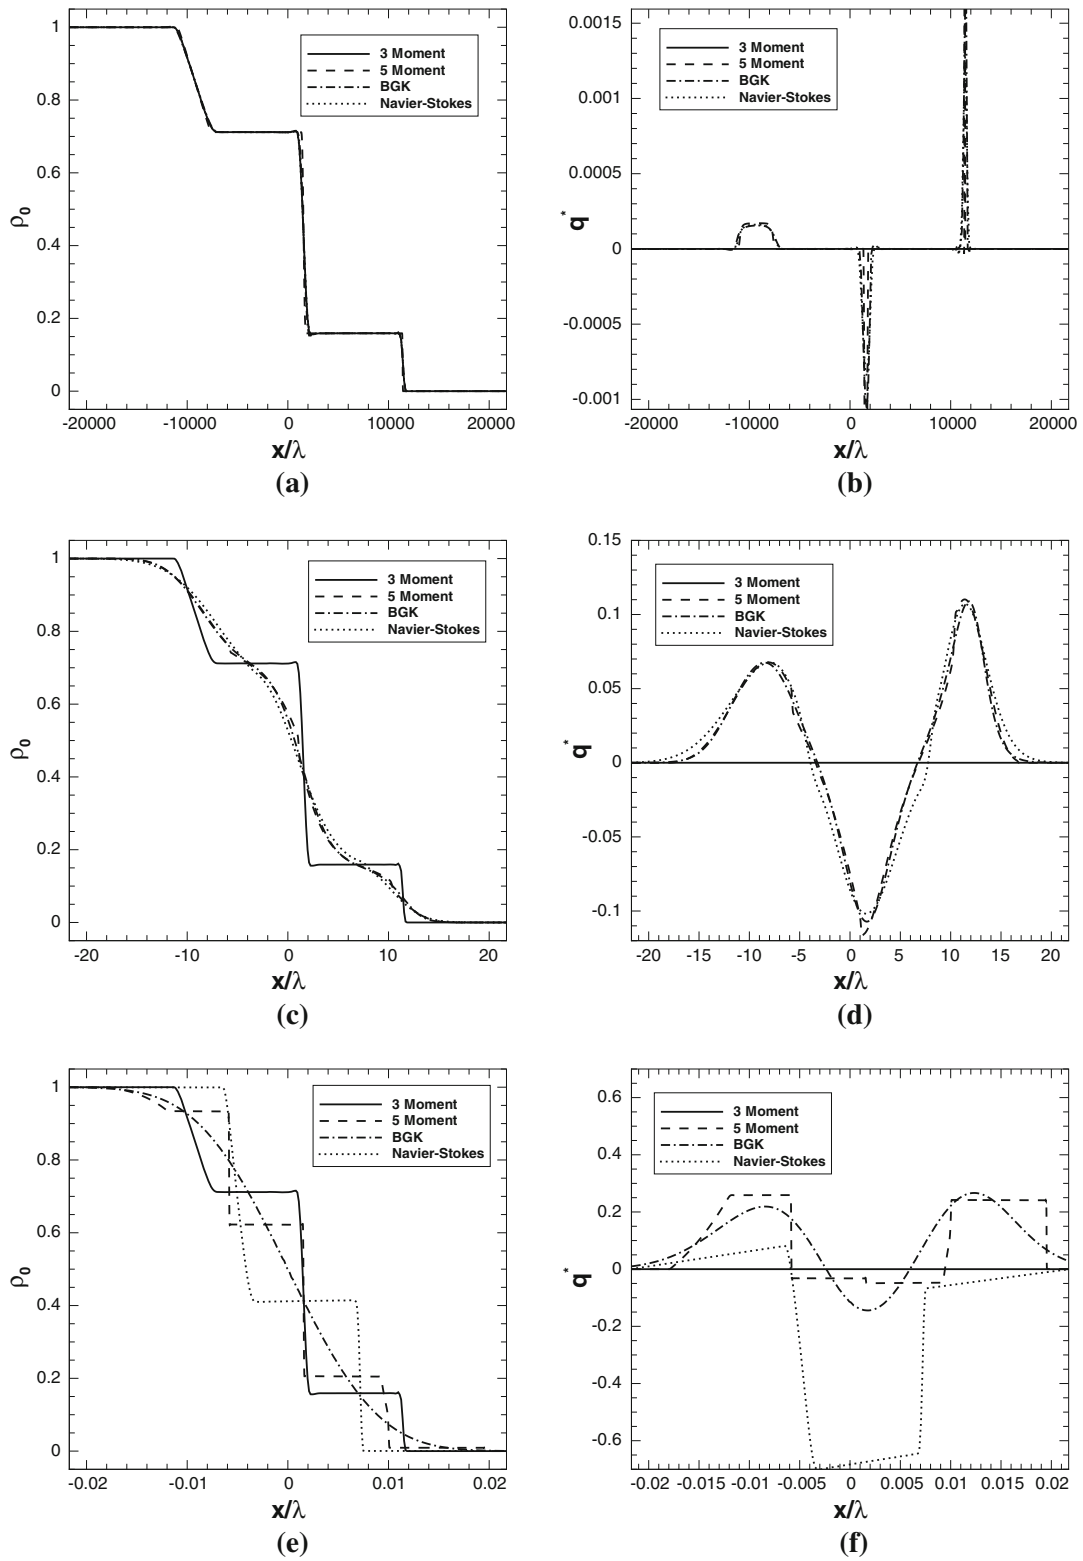 1
0.8
0.6
0.4
0.2
0
ρ₀
3 Moment
5 Moment
BGK
Navier-Stokes
-20000 -10000 0 10000 20000
x/λ
(a)
0.0015
0.001
0.0005
0
-0.0005
-0.001
q*
3 Moment
5 Moment
BGK
Navier-Stokes
-20000 -10000 0 10000 20000
x/λ
(b)
1
0.8
0.6
0.4
0.2
0
ρ₀
3 Moment
5 Moment
BGK
Navier-Stokes
-20 -10 0 10 20
x/λ
(c)
0.15
0.1
0.05
0
-0.05
-0.1
q*
3 Moment
5 Moment
BGK
Navier-Stokes
-20 -15 -10 -5 0 5 10 15 20
x/λ
(d)
1
0.8
0.6
0.4
0.2
0
ρ₀
3 Moment
5 Moment
BGK
Navier-Stokes
-0.02 -0.01 0 0.01 0.02
x/λ
(e)
0.6
0.4
0.2
0
-0.2
-0.4
-0.6
q*
3 Moment
5 Moment
BGK
Navier-Stokes
-0.02 -0.015 -0.01 -0.005 0 0.005 0.01 0.015 0.02
x/λ
(f)